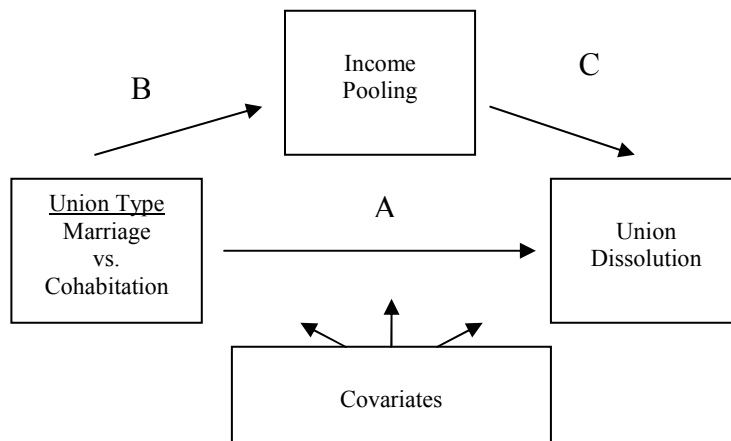 B
Income
Pooling
C
Union Type
Marriage
vs.
Cohabitation
A
Union
Dissolution
Covariates